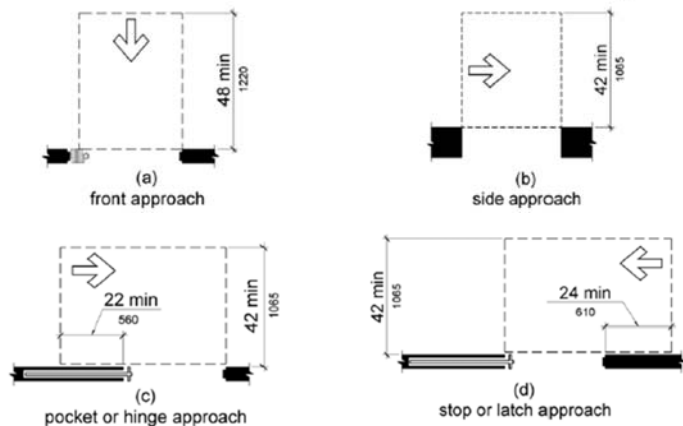 48 min
1220
(a)
front approach
42 min
1065
(b)
side approach
22 min
560
42 min
1065
(c)
pocket or hinge approach
42 min
1065
24 min
610
(d)
stop or latch approach